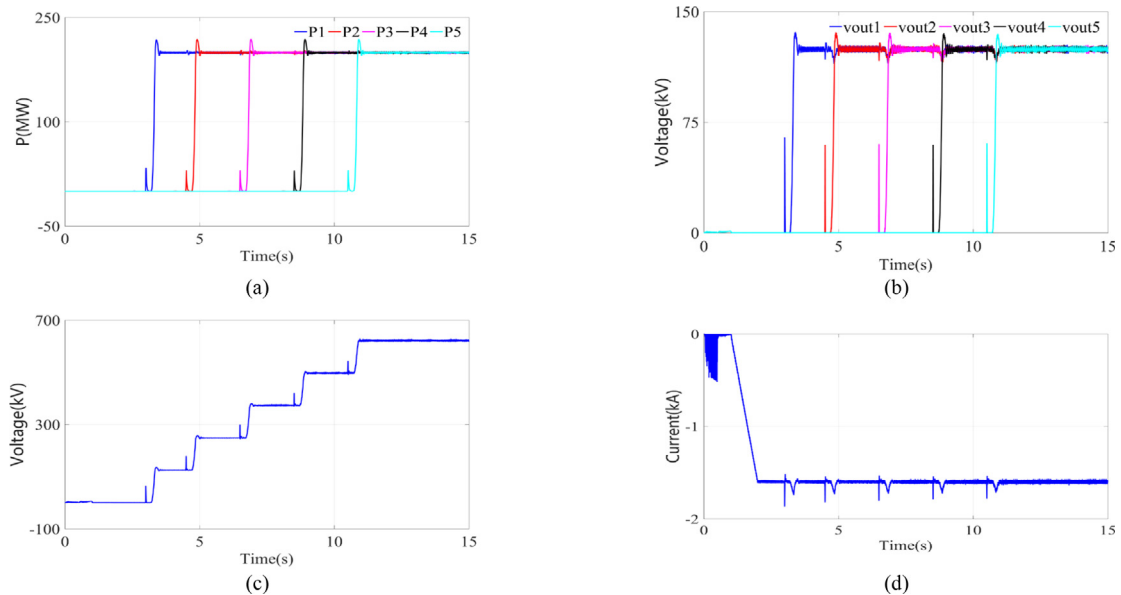 250
P1 P2 P3 P4 P5
P(MW)
100
-50
0 5 10 15
Time(s)
(a)
150
vout1 vout2 vout3 vout4 vout5
Voltage(kV)
75
0
0 5 10 15
Time(s)
(b)
700
Voltage(kV)
300
-100
0 5 10 15
Time(s)
(c)
0
Current(kA)
-1
-2
0 5 10 15
Time(s)
(d)